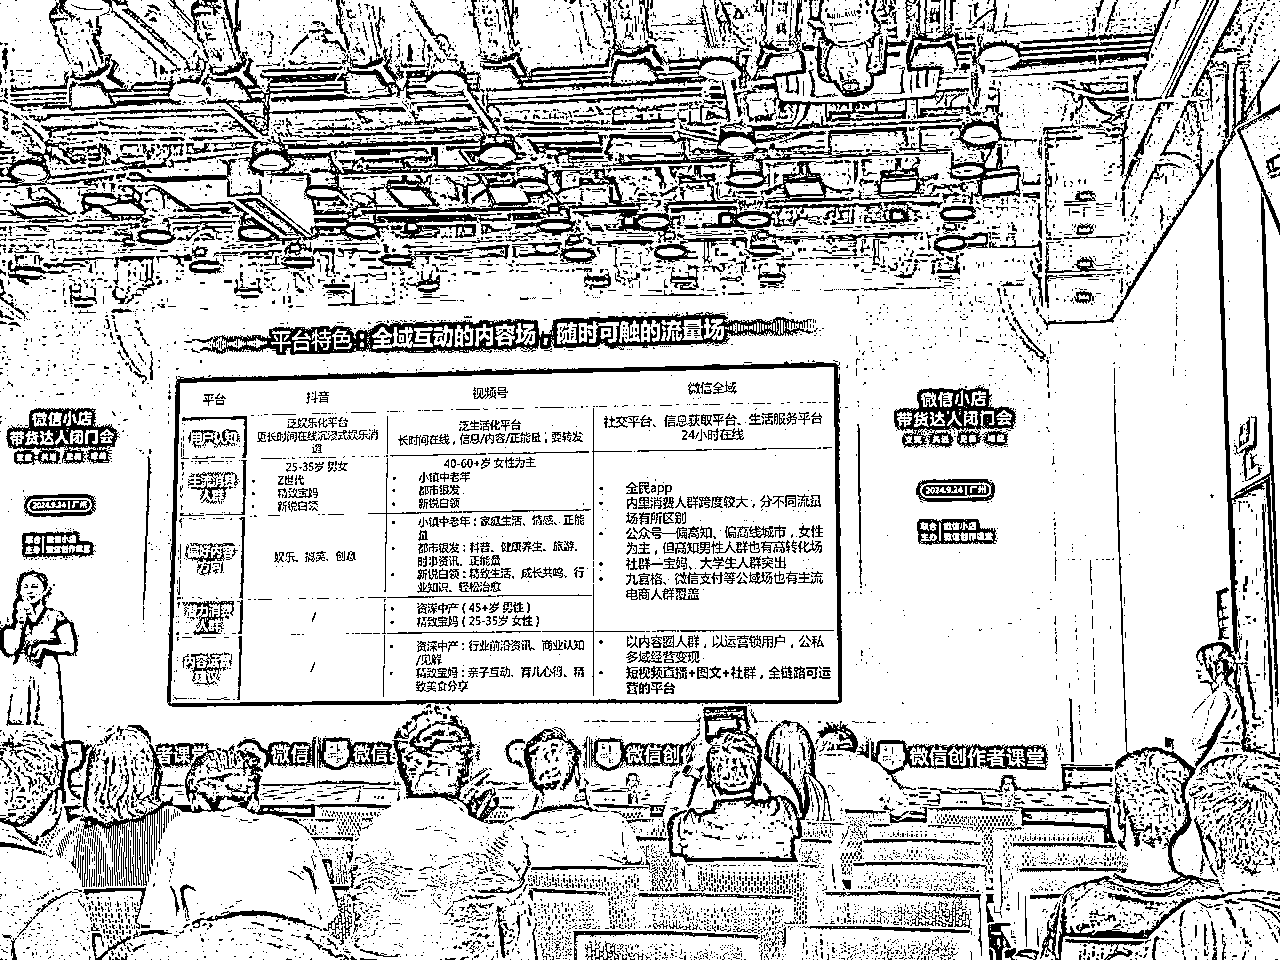 平台特色：全域互动的内容场，随时可触的流量场
平台
抖音
视频号
微信全域
用户认知
泛娱乐化平台
更长时间在线沉浸式娱乐消
遣
泛生活化平台
长时间在线，信息/内容/正能量，要转发
社交平台、信息获取平台、生活服务平台
24小时在线
主流消费
人群
25-35岁 男女
• Z世代
• 精致宝妈
• 新锐白领
40-60+岁 女性为主
• 小镇中老年
• 都市银发
• 新锐白领
• 全民app
• 内里消费人群跨度较大，分不同流量
场有所区别
• 公众号—偏高知、偏高线城市，女性
为主，但高知男性人群也有高转化场
• 社群—宝妈、大学生人群突出
• 九宫格、微信支付等公域场也有主流
电商人群覆盖
偏好内容
方向
娱乐、搞笑、创意
• 小镇中老年：家庭生活、情感、正能
量
• 都市银发：抖音、健康养生、旅游、
时事资讯、正能量
• 新锐白领：精致生活、成长共鸣、行
业知识、轻松治愈
潜力消费
人群
/
• 资深中产（45+岁 男性）
• 精致宝妈（25-35岁 女性）
内容运营
建议
/
• 资深中产：行业前沿资讯、商业认知
/见解
• 精致宝妈：亲子互动、育儿心得、精
致美食分享
• 以内容圈人群，以运营锁用户，公私
多域经营变现
• 短视频直播+图文+社群，全链路可运
营的平台
微信小店
带货达人闭门会
2024.9.24 | 广州
微信小店
带货达人闭门会
2024.9.24 | 广州
者课堂
微信
微信
微信创
微信创作者课堂